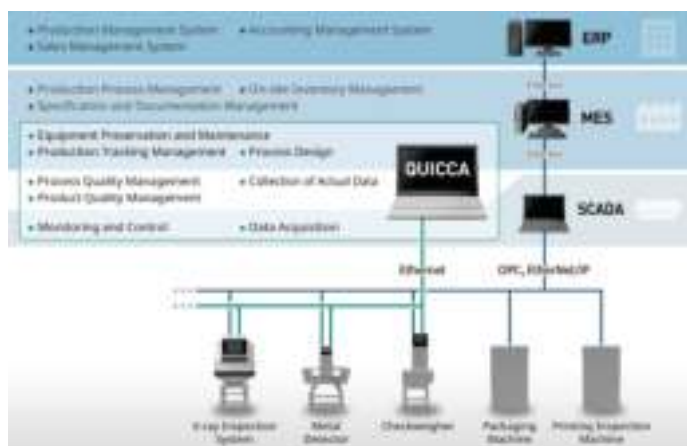 • Production Management System • Accounting Management System
• Sales Management System
ERP
• Production Process Management • On-site Inventory Management
• Specification and Documentation Management
MES
• Equipment Preservation and Maintenance
• Production Tracking Management • Process Design
QUICCA
• Process Quality Management • Collection of Actual Data
• Product Quality Management
SCADA
• Monitoring and Control • Data Acquisition
Ethernet OPC, EtherNet/IP
X-ray Inspection System
Metal Detector
Checkweigher
Packaging Machine
Printing Inspection Machine